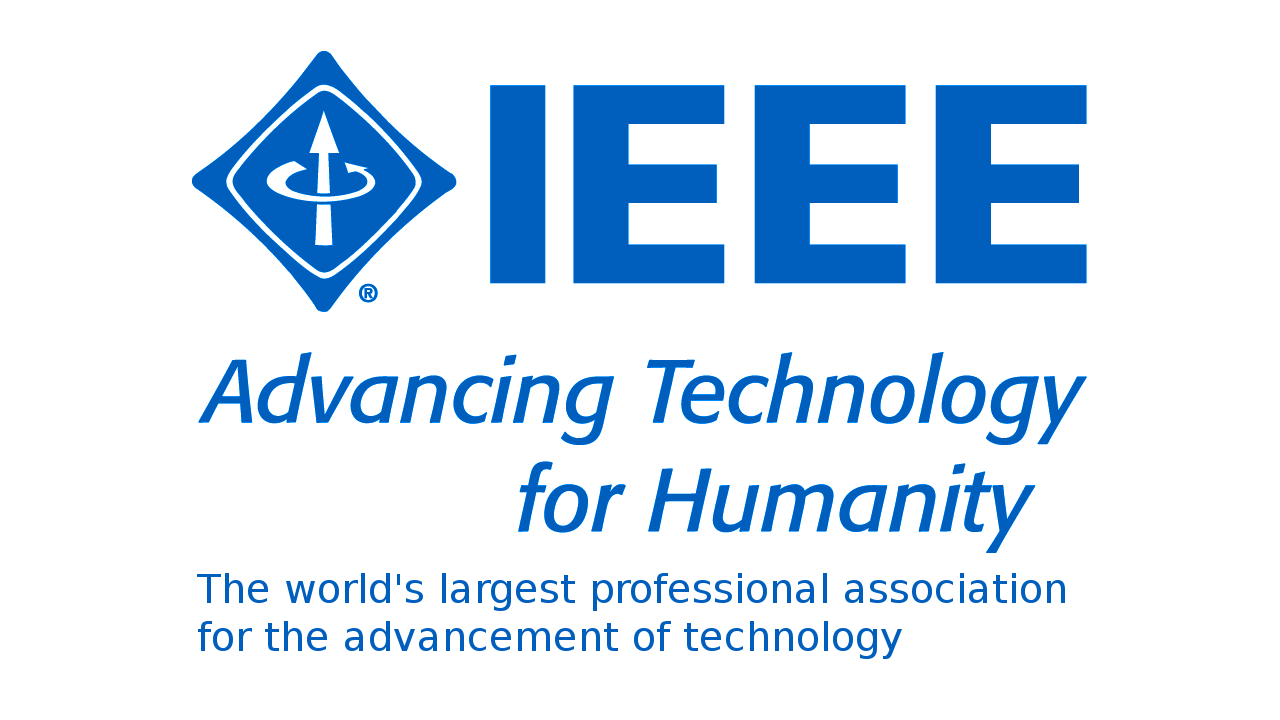 ®
IEEE
Advancing Technology
for Humanity
The world's largest professional association
for the advancement of technology